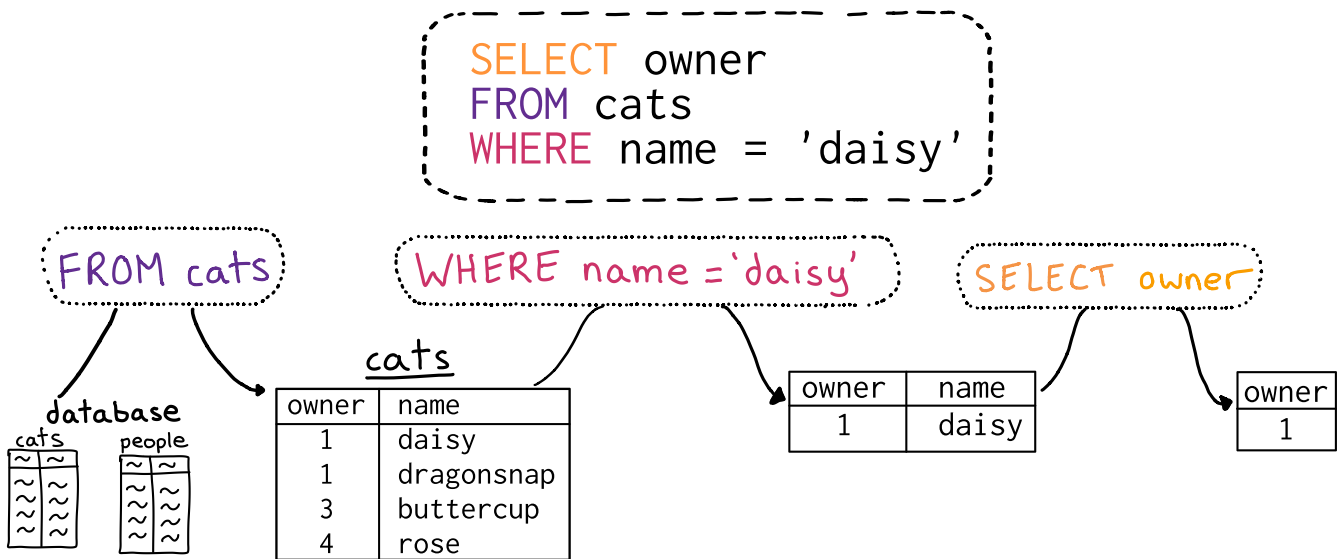 SELECT owner
FROM cats
WHERE name = 'daisy'
FROM cats
WHERE name = 'daisy'
SELECT owner
database
cats people
cats
owner name
1 daisy
1 dragonsnap
3 buttercup
4 rose
owner name
1 daisy
owner
1